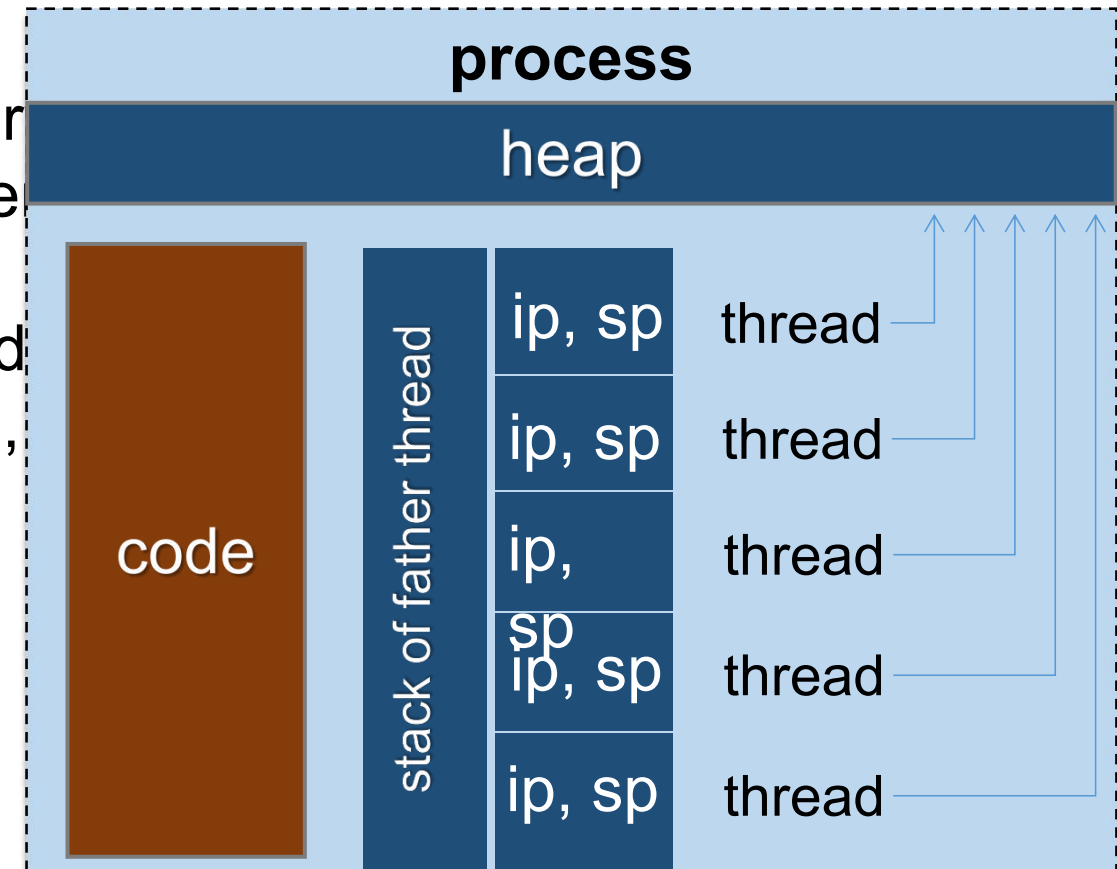 process
heap
code
stack of father thread
ip, sp
thread
ip, sp
thread
ip,
sp
thread
ip, sp
thread
ip, sp
thread